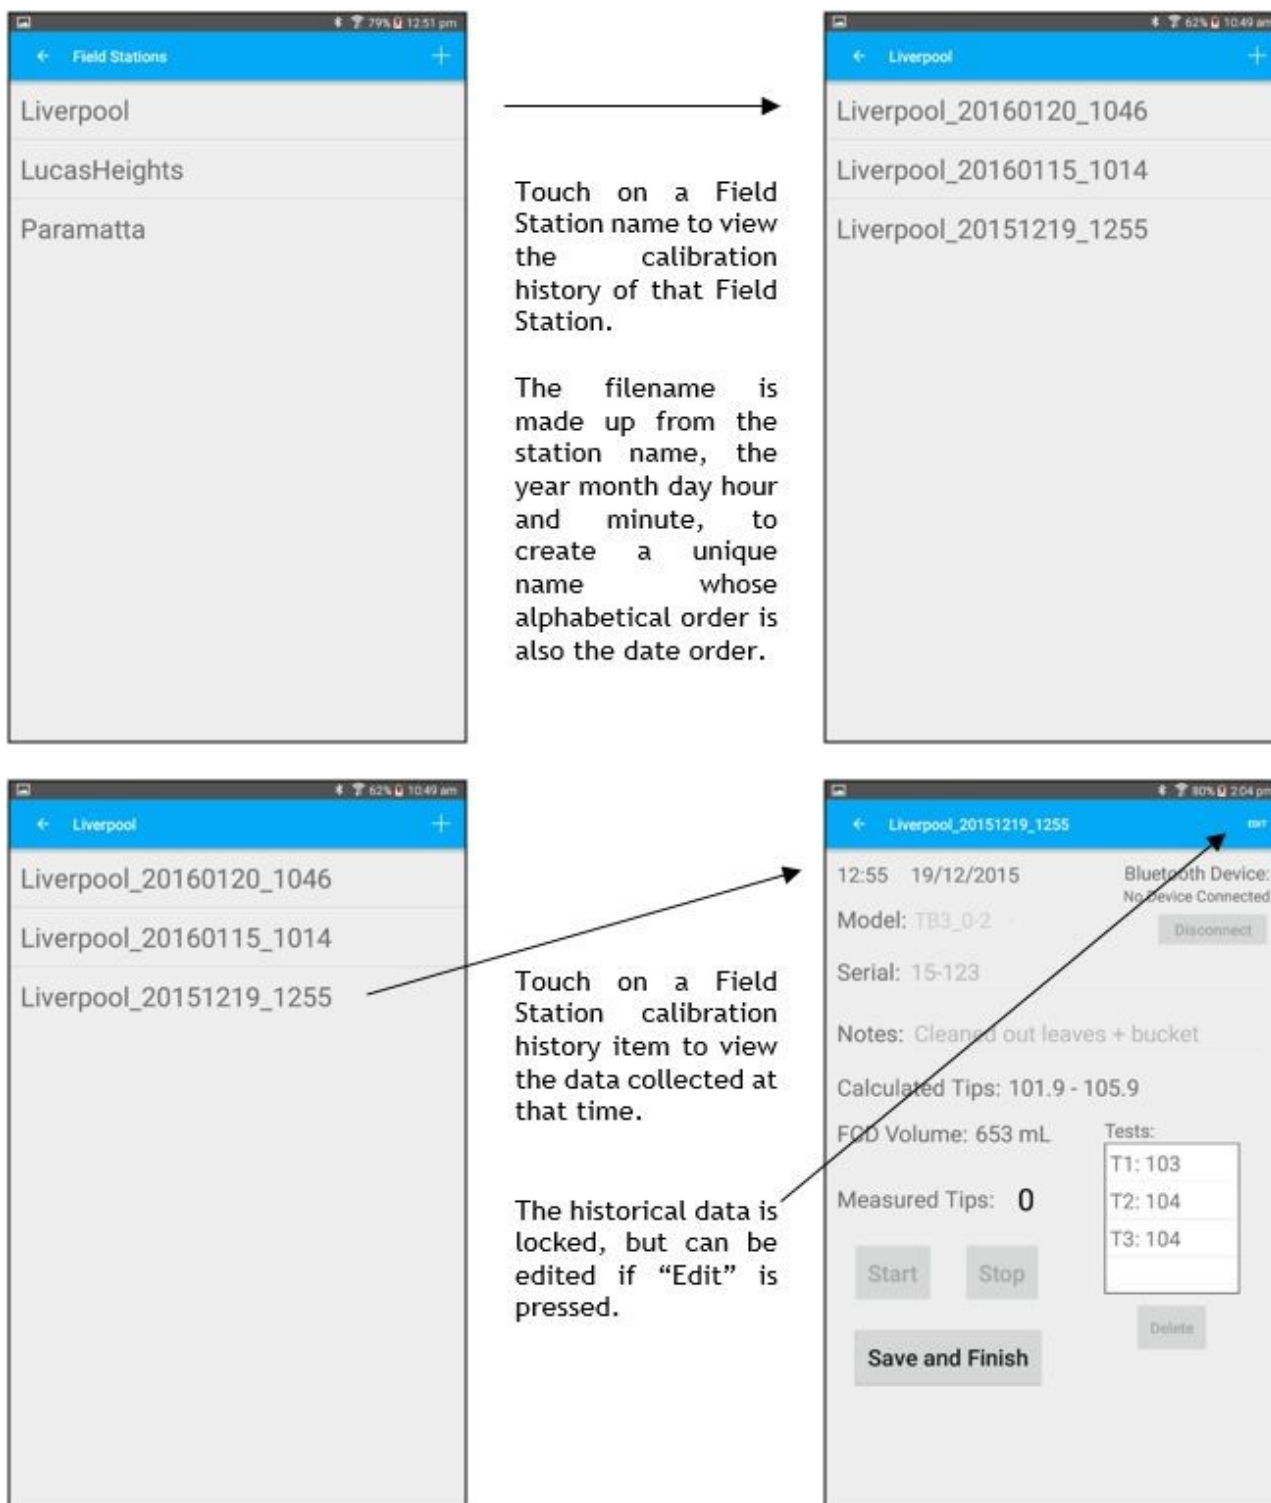 79% 12:51 pm
Field Stations
Liverpool
LucasHeights
Paramatta
Touch on a Field
Station name to view
the calibration
history of that Field
Station.
The filename is
made up from the
station name, the
year month day hour
and minute, to
create a unique
name whose
alphabetical order is
also the date order.
62% 10:49 am
Liverpool
Liverpool_20160120_1046
Liverpool_20160115_1014
Liverpool_20151219_1255
62% 10:49 am
Liverpool
Liverpool_20160120_1046
Liverpool_20160115_1014
Liverpool_20151219_1255
Touch on a Field
Station calibration
history item to view
the data collected at
that time.
The historical data is
locked, but can be
edited if “Edit” is
pressed.
80% 2:04 pm
Liverpool_20151219_1255 EDIT
12:55 19/12/2015
Bluetooth Device:
No Device Connected
Model: TB3_0-2
Disconnect
Serial: 15-123
Notes: Cleaned out leaves + bucket
Calculated Tips: 101.9 - 105.9
FCD Volume: 653 mL
Tests:
T1: 103
T2: 104
T3: 104
Measured Tips: 0
Start Stop
Delete
Save and Finish